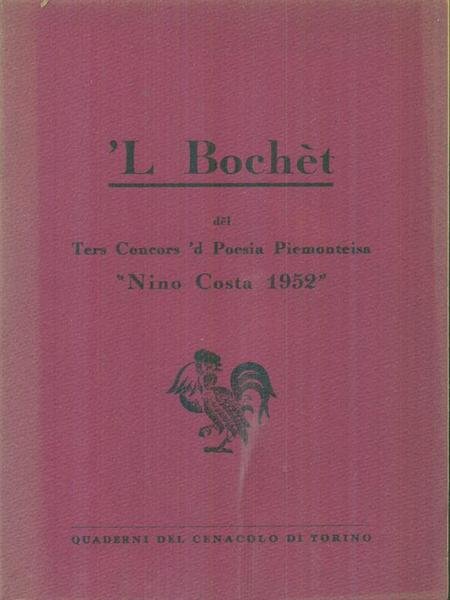 'L Bochèt
dël
Ters Concors 'd Poesia Piemonteisa
"Nino Costa 1952"
QUADERNI DEL CENACOLO DI TORINO